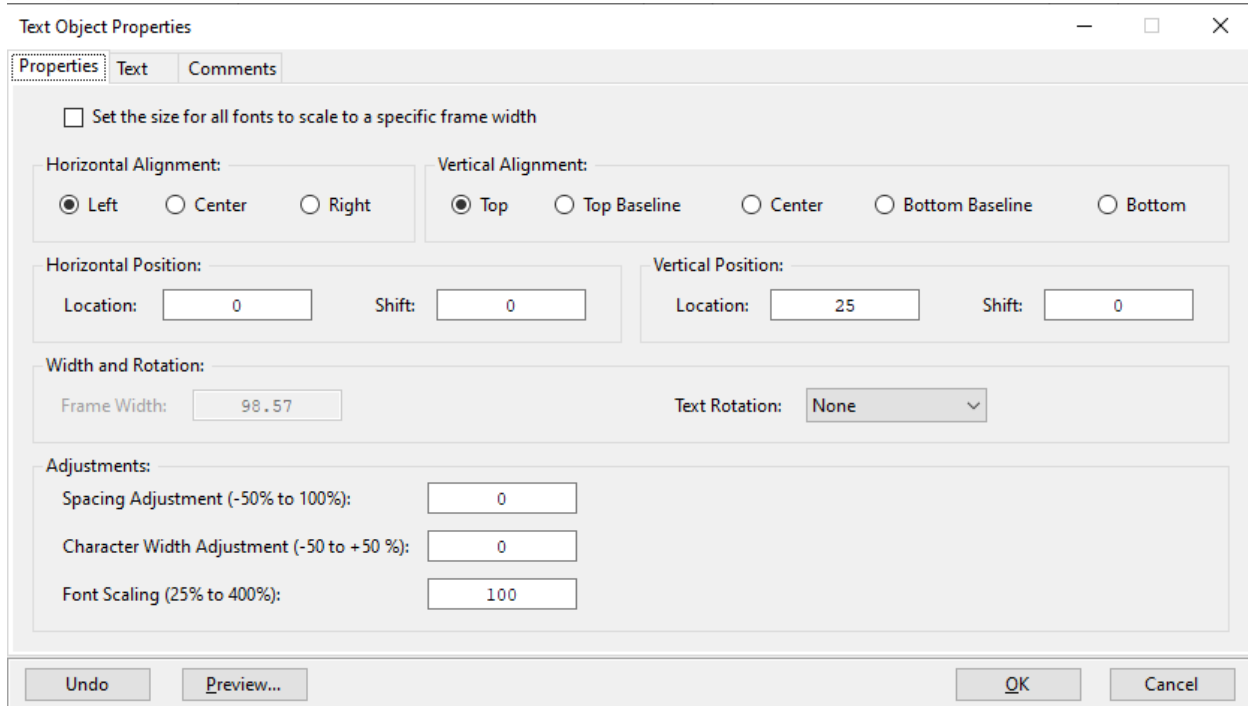 Text Object Properties
Properties Text Comments
Set the size for all fonts to scale to a specific frame width
Horizontal Alignment: Vertical Alignment:
Left Center Right Top Top Baseline Center Bottom Baseline Bottom
Horizontal Position: Vertical Position:
Location: 0 Shift: 0 Location: 25 Shift: 0
Width and Rotation:
Frame Width: 98.57 Text Rotation: None
Adjustments:
Spacing Adjustment (-50% to 100%): 0
Character Width Adjustment (-50 to +50 %): 0
Font Scaling (25% to 400%): 100
Undo Preview... OK Cancel